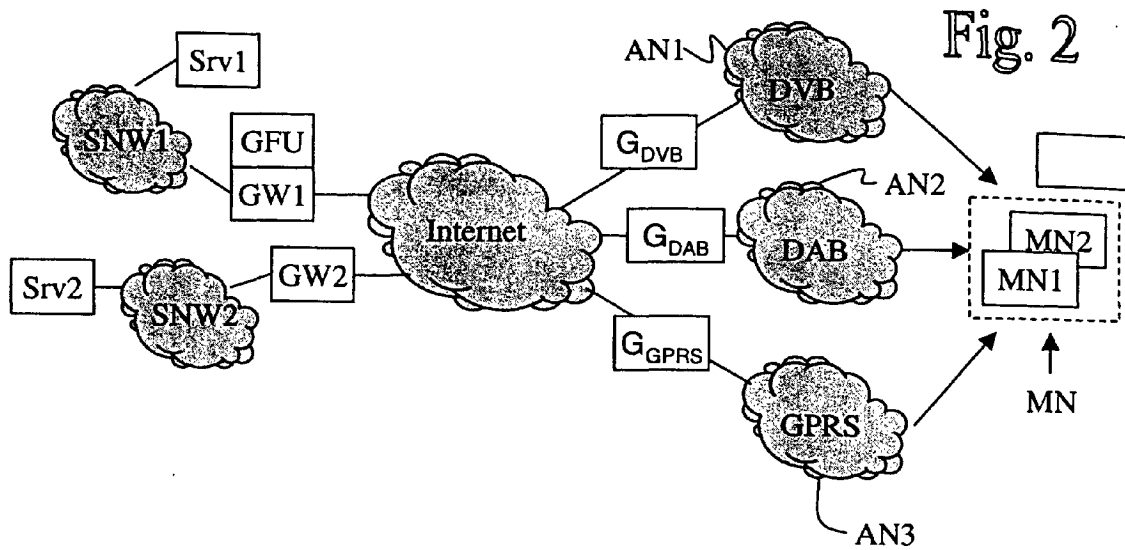 Fig. 2
Srv1
AN1
DVB
SNW1
GFU
G_DVB
GW1
AN2
Internet
G_DAB
DAB
MN2
MN1
Srv2
SNW2
GW2
G_GPRS
MN
GPRS
AN3